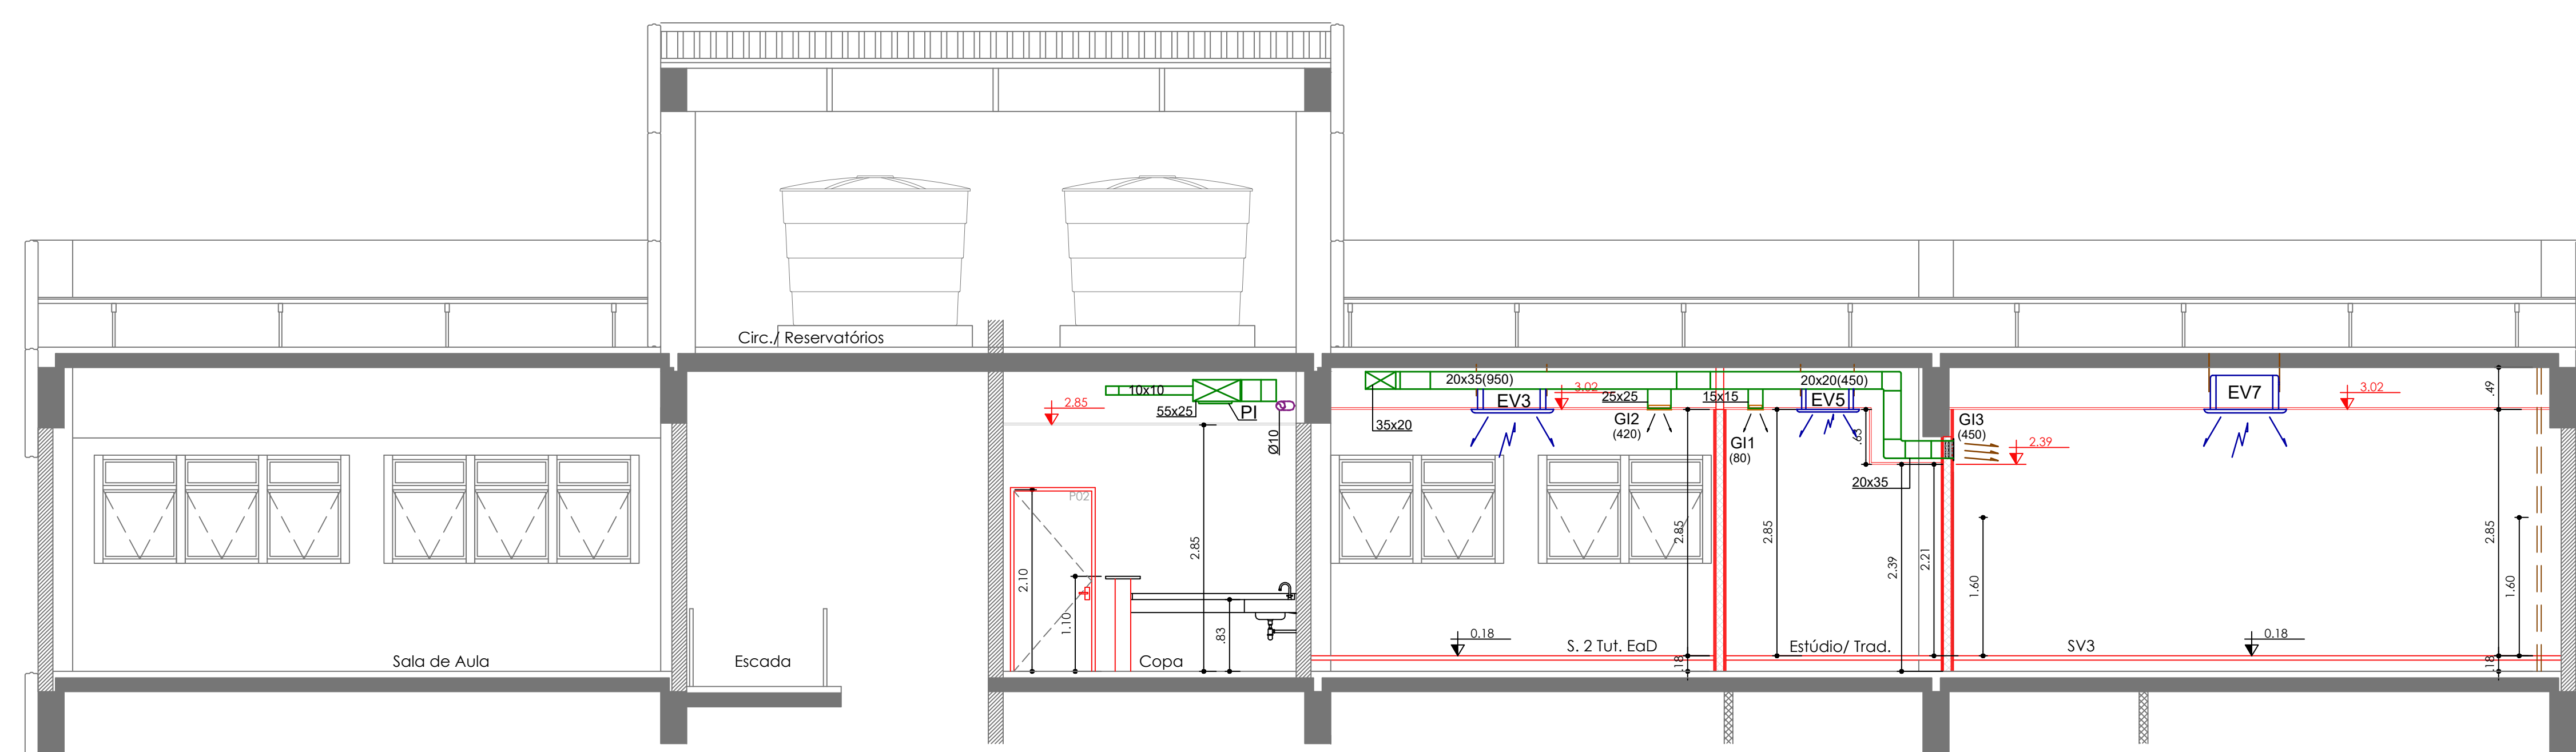 Circ./ Reservatórios
10x10
55x25
PI
Ø10
2.85
20x35(950)
EV3
3.02
25x25
15x15
20x20(450)
EV5
35x20
GI2
(420)
GI1
(80)
.63
GI3
(450)
2.39
20x35
EV7
3.02
.49
P02
2.10
1.10
2.85
.83
2.85
2.85
2.39
2.21
1.60
2.85
1.60
0.18
0.18
.18
.18
Sala de Aula
Escada
Copa
S. 2 Tut. EaD
Estúdio/ Trad.
SV3